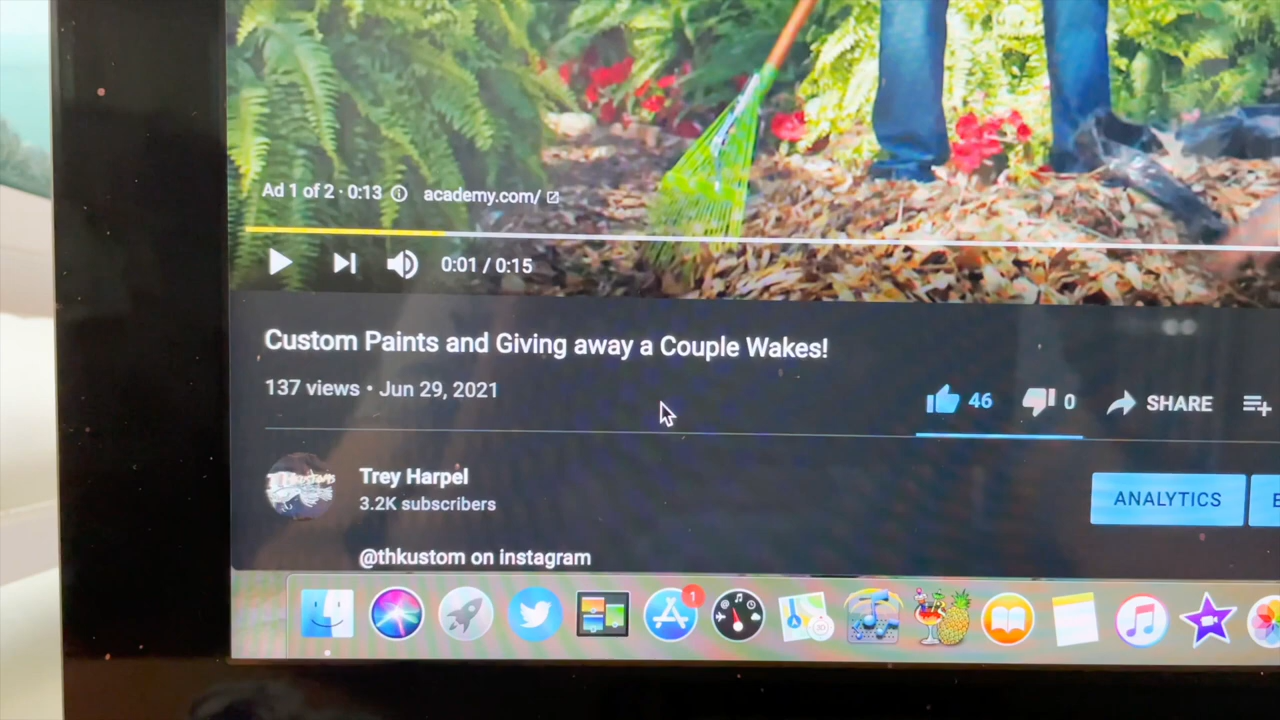 Ad 1 of 2 · 0:13 academy.com/
0:01 / 0:15
Custom Paints and Giving away a Couple Wakes!
137 views • Jun 29, 2021
46 0 SHARE
Trey Harpel
3.2K subscribers
ANALYTICS E
@thkustom on instagram
1